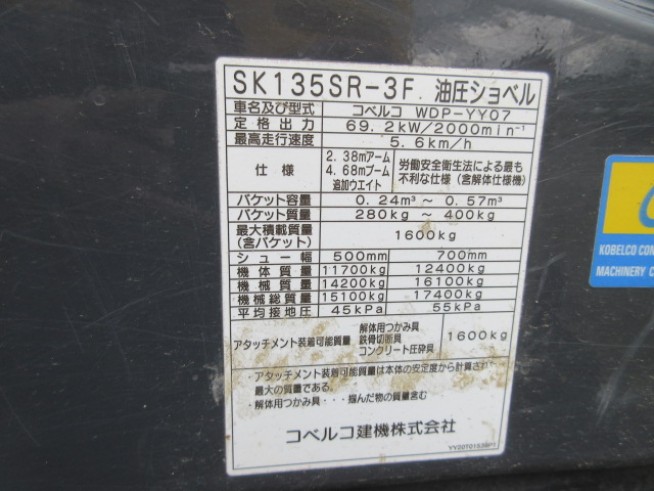 SK135SR-3F 油圧ショベル
車名及び型式 コベルコ WDP-YY07
定格出力 69.2kW/2000min⁻¹
最高走行速度 5.6km/h
仕様 2.38mアーム 4.68mブーム 追加ウエイト 労働安全衛生法による最も不利な仕様(含解体仕様機)
バケット容量 0.24m³ ~ 0.57m³
バケット質量 280kg ~ 400kg
最大積載質量
(含バケット) 1600kg
シュー幅 500mm 700mm
機体質量 11700kg 12400kg
機械質量 14200kg 16100kg
機械総質量 15100kg 17400kg
平均接地圧 45kPa 55kPa
アタッチメント装着可能質量 解体用つかみ具 鉄骨切断具 コンクリート圧砕具 1600kg
・アタッチメント装着可能質量は本体の安定度から計算され
最大の質量である。
・解体用つかみ具・・・掴んだ物の質量含む
コベルコ建機株式会社
KOBELCO CON
MACHINERY C